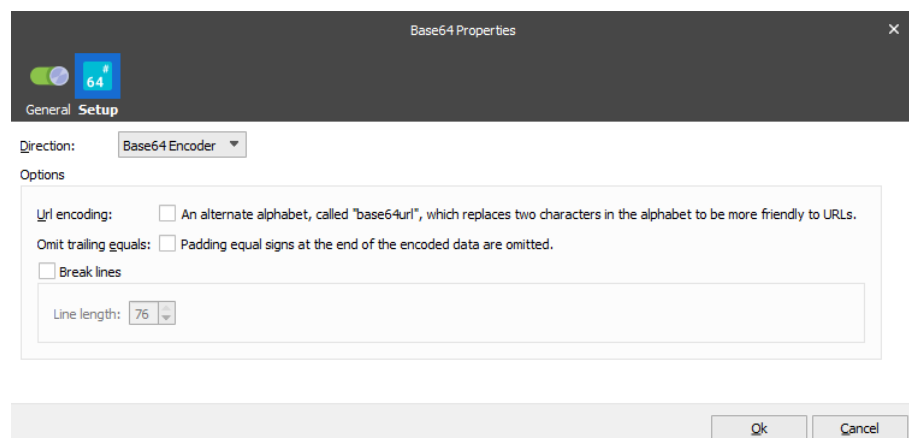 Base64 Properties
#
64
General Setup
Direction: Base64 Encoder
Options
Url encoding: An alternate alphabet, called "base64url", which replaces two characters in the alphabet to be more friendly to URLs.
Omit trailing equals: Padding equal signs at the end of the encoded data are omitted.
Break lines
Line length: 76
Ok Cancel